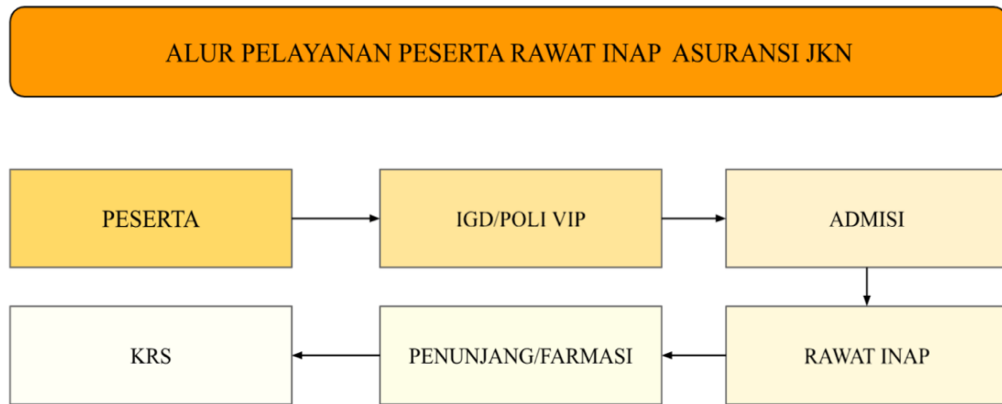 ALUR PELAYANAN PESERTA RAWAT INAP ASURANSI JKN
PESERTA
IGD/POLI VIP
ADMISI
RAWAT INAP
PENUNJANG/FARMASI
KRS